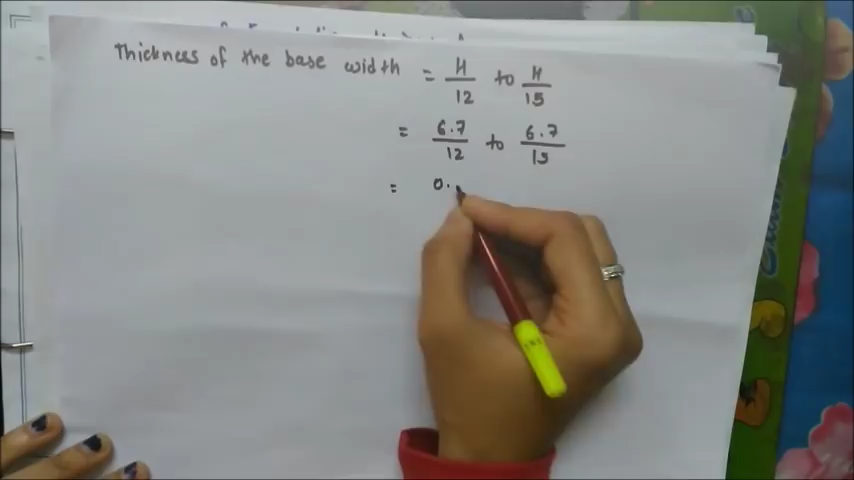 Thickness of the base width = H/12 to H/15
= 6.7/12 to 6.7/15
= 0.